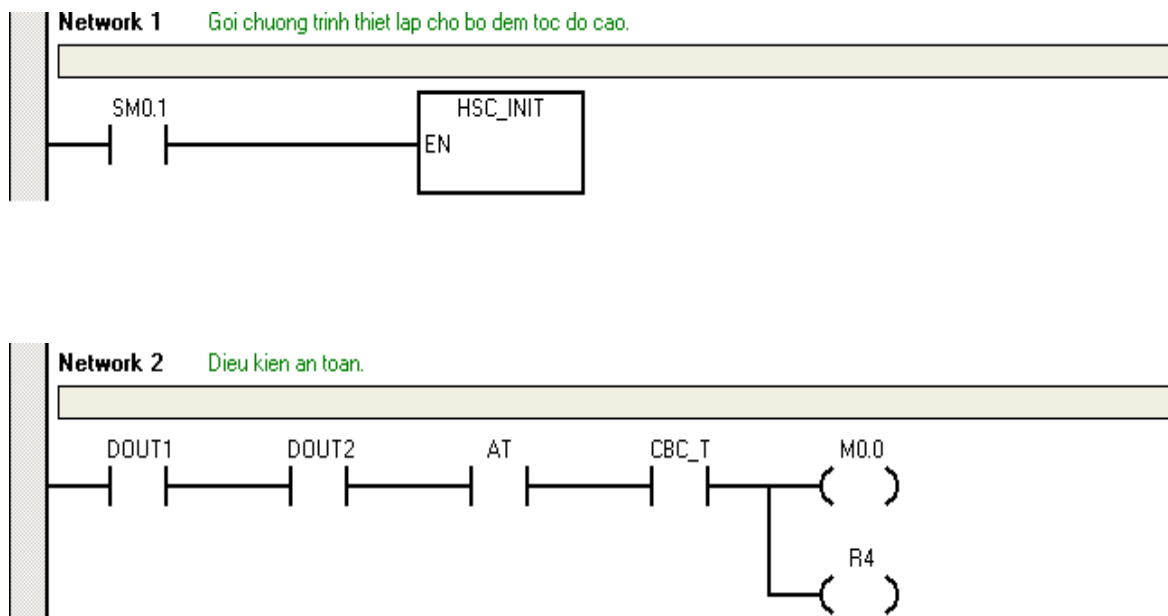 Network 1 Goi chuong trinh thiet lap cho bo dem toc do cao.
SM0.1
HSC_INIT
EN
Network 2 Dieu kien an toan.
DOUT1 DOUT2 AT CBC_T M0.0
R4